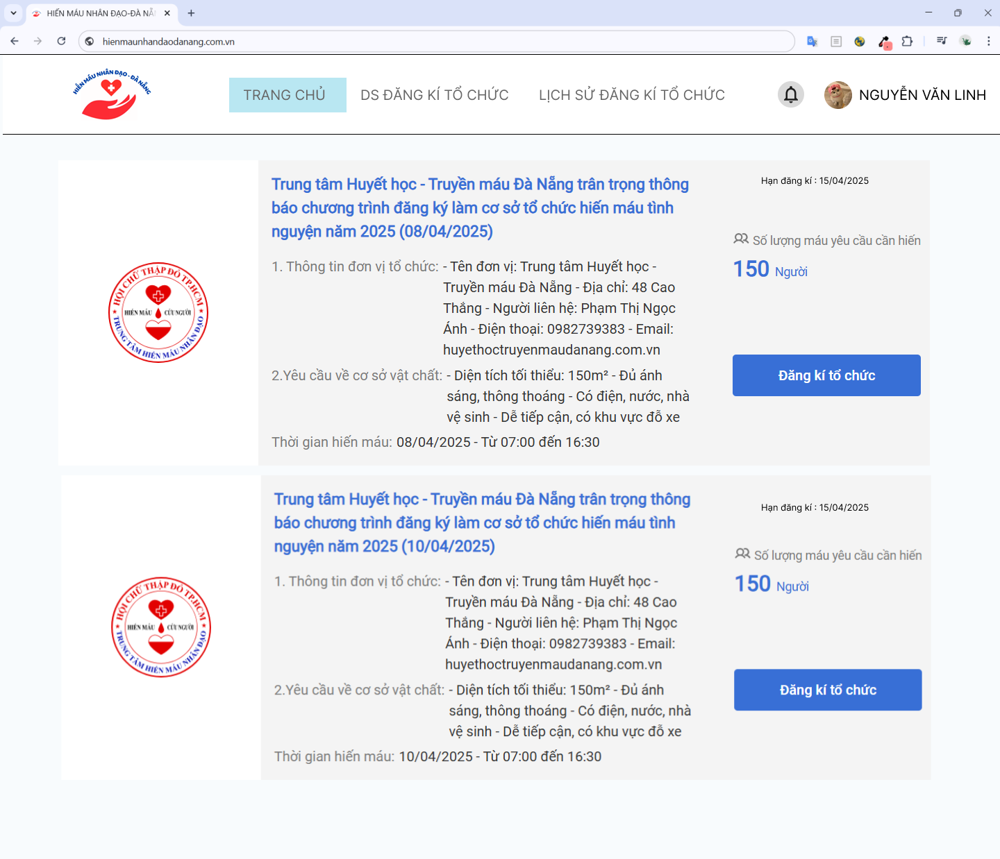 HIẾN MÁU NHÂN ĐẠO-ĐÀ NẴN
hienmaunhandaodanang.com.vn
HIẾN MÁU NHÂN ĐẠO - ĐÀ NẴNG
TRANG CHỦ
DS ĐĂNG KÍ TỔ CHỨC
LỊCH SỬ ĐĂNG KÍ TỔ CHỨC
NGUYỄN VĂN LINH
HỘI CHỮ THẬP ĐỎ TP.HCM
HIẾN MÁU CỨU NGƯỜI
TRUNG TÂM HIẾN MÁU NHÂN ĐẠO
Trung tâm Huyết học - Truyền máu Đà Nẵng trân trọng thông
báo chương trình đăng ký làm cơ sở tổ chức hiến máu tình
nguyện năm 2025 (08/04/2025)
1. Thông tin đơn vị tổ chức: - Tên đơn vị: Trung tâm Huyết học -
Truyền máu Đà Nẵng - Địa chỉ: 48 Cao
Thắng - Người liên hệ: Phạm Thị Ngọc
Ánh - Điện thoại: 0982739383 - Email:
huyethoctruyenmaudanang.com.vn
2.Yêu cầu về cơ sở vật chất: - Diện tích tối thiểu: 150m² - Đủ ánh
sáng, thông thoáng - Có điện, nước, nhà
vệ sinh - Dễ tiếp cận, có khu vực đỗ xe
Thời gian hiến máu: 08/04/2025 - Từ 07:00 đến 16:30
Hạn đăng kí : 15/04/2025
Số lượng máu yêu cầu cần hiến
150 Người
Đăng kí tổ chức
HỘI CHỮ THẬP ĐỎ TP.HCM
HIẾN MÁU CỨU NGƯỜI
TRUNG TÂM HIẾN MÁU NHÂN ĐẠO
Trung tâm Huyết học - Truyền máu Đà Nẵng trân trọng thông
báo chương trình đăng ký làm cơ sở tổ chức hiến máu tình
nguyện năm 2025 (10/04/2025)
1. Thông tin đơn vị tổ chức: - Tên đơn vị: Trung tâm Huyết học -
Truyền máu Đà Nẵng - Địa chỉ: 48 Cao
Thắng - Người liên hệ: Phạm Thị Ngọc
Ánh - Điện thoại: 0982739383 - Email:
huyethoctruyenmaudanang.com.vn
2.Yêu cầu về cơ sở vật chất: - Diện tích tối thiểu: 150m² - Đủ ánh
sáng, thông thoáng - Có điện, nước, nhà
vệ sinh - Dễ tiếp cận, có khu vực đỗ xe
Thời gian hiến máu: 10/04/2025 - Từ 07:00 đến 16:30
Hạn đăng kí : 15/04/2025
Số lượng máu yêu cầu cần hiến
150 Người
Đăng kí tổ chức